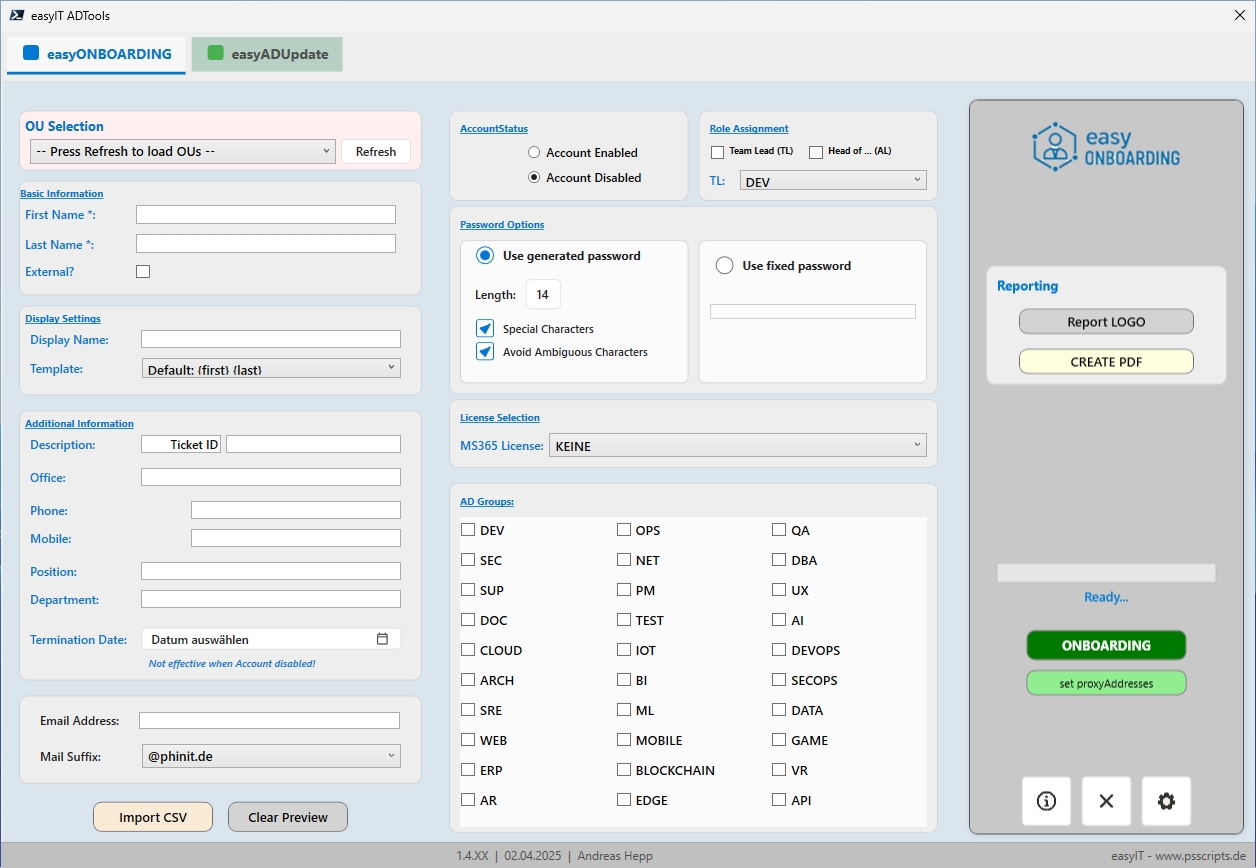 easyIT ADTools
easyONBOARDING
easyADUpdate
OU Selection
-- Press Refresh to load OUs --
Refresh
Basic Information
First Name *:
Last Name *:
External?
Display Settings
Display Name:
Template:
Default: {first} {last}
Additional Information
Description:
Ticket ID
Office:
Phone:
Mobile:
Position:
Department:
Termination Date:
Datum auswählen
Not effective when Account disabled!
Email Address:
Mail Suffix:
@phinit.de
Import CSV
Clear Preview
AccountStatus
Account Enabled
Account Disabled
Role Assignment
Team Lead (TL)
Head of ... (AL)
TL:
DEV
Password Options
Use generated password
Length:
14
Special Characters
Avoid Ambiguous Characters
Use fixed password
License Selection
MS365 License:
KEINE
AD Groups:
DEV
OPS
QA
SEC
NET
DBA
SUP
PM
UX
DOC
TEST
AI
CLOUD
IOT
DEVOPS
ARCH
BI
SECOPS
SRE
ML
DATA
WEB
MOBILE
GAME
ERP
BLOCKCHAIN
VR
AR
EDGE
API
easy
ONBOARDING
Reporting
Report LOGO
CREATE PDF
Ready...
ONBOARDING
set proxyAddresses
1.4.XX | 02.04.2025 | Andreas Hepp
easyIT - www.psscripts.de